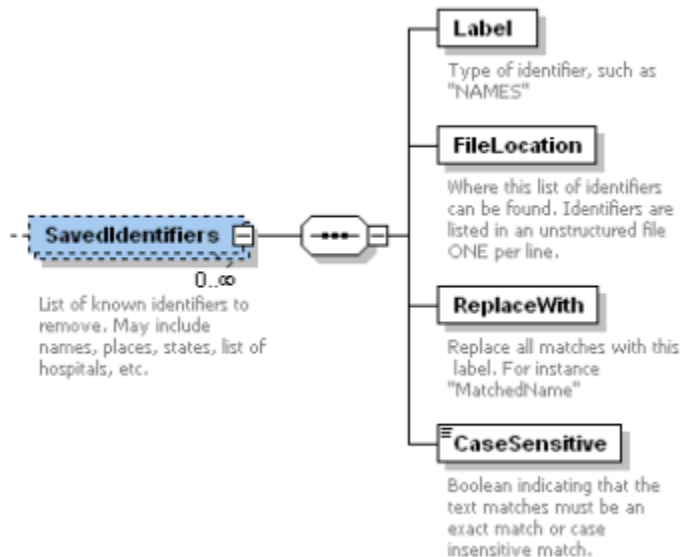 Label
Type of identifier, such as
"NAMES"
FileLocation
Where this list of identifiers
can be found. Identifiers are
listed in an unstructured file
ONE per line.
SavedIdentifiers
0..∞
List of known identifiers to
remove. May include
names, places, states, list of
hospitals, etc.
ReplaceWith
Replace all matches with this
label. For instance
"MatchedName"
CaseSensitive
Boolean indicating that the
text matches must be an
exact match or case
insensitive match.